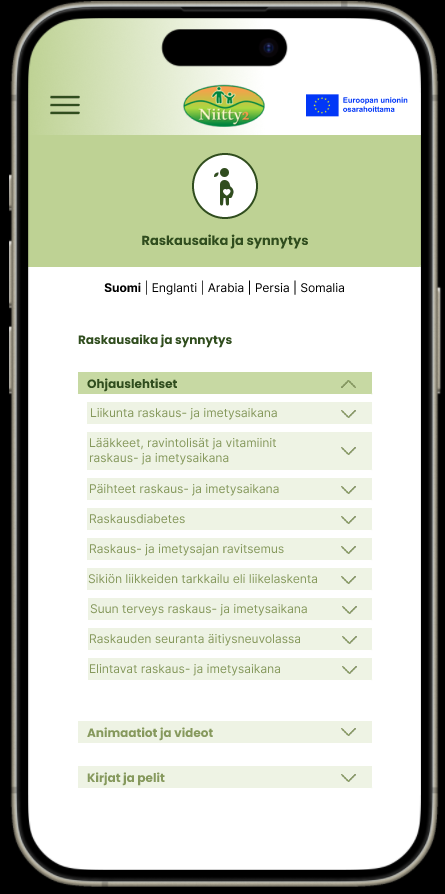 Niitty2
Euroopan unionin
osarahoittama
Raskausaika ja synnytys
Suomi | Englanti | Arabia | Persia | Somalia
Raskausaika ja synnytys
Ohjauslehtiset
Liikunta raskaus- ja imetysaikana
Lääkkeet, ravintolisät ja vitamiinit
raskaus- ja imetysaikana
Päihteet raskaus- ja imetysaikana
Raskausdiabetes
Raskaus- ja imetysajan ravitsemus
Sikiön liikkeiden tarkkailu eli liikelaskenta
Suun terveys raskaus- ja imetysaikana
Raskauden seuranta äitiysneuvolassa
Elintavat raskaus- ja imetysaikana
Animaatiot ja videot
Kirjat ja pelit